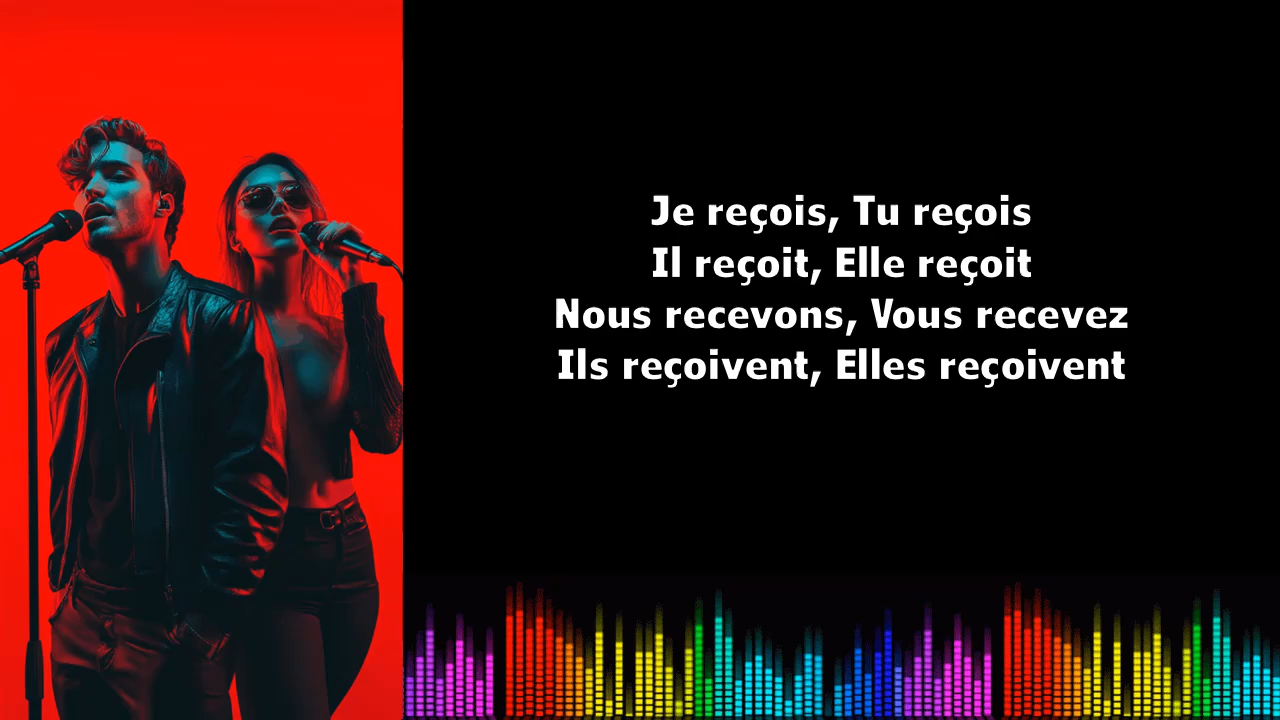 Je reçois, Tu reçois
Il reçoit, Elle reçoit
Nous recevons, Vous recevez
Ils reçoivent, Elles reçoivent